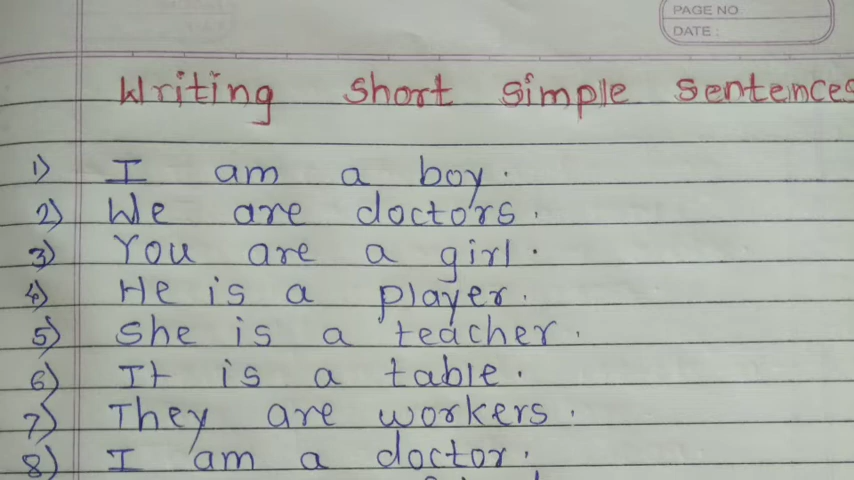 PAGE NO
DATE :
Writing short simple sentences
1) I am a boy.
2) We are doctors.
3) You are a girl.
4) He is a player.
5) She is a teacher.
6) It is a table.
7) They are workers.
8) I am a doctor.